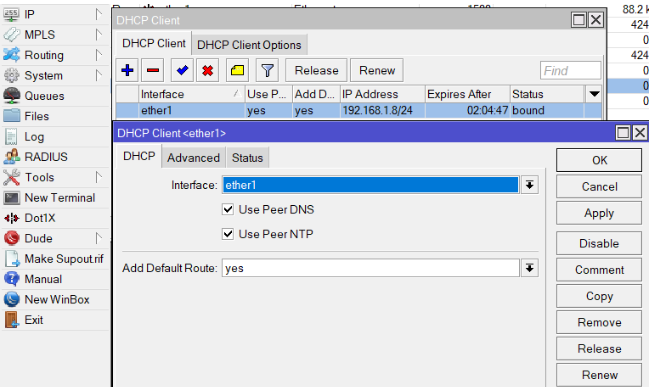 IP
MPLS
Routing
System
Queues
Files
Log
RADIUS
Tools
New Terminal
Dot1X
Dude
Make Supout.rif
Manual
New WinBox
Exit
88.2 k
424
0
424
0
0
0
DHCP Client
DHCP Client DHCP Client Options
Release Renew Find
Interface Use P... Add D... IP Address Expires After Status
ether1 yes yes 192.168.1.8/24 02:04:47 bound
DHCP Client <ether1>
DHCP Advanced Status
Interface: ether1
Use Peer DNS
Use Peer NTP
Add Default Route: yes
OK
Cancel
Apply
Disable
Comment
Copy
Remove
Release
Renew